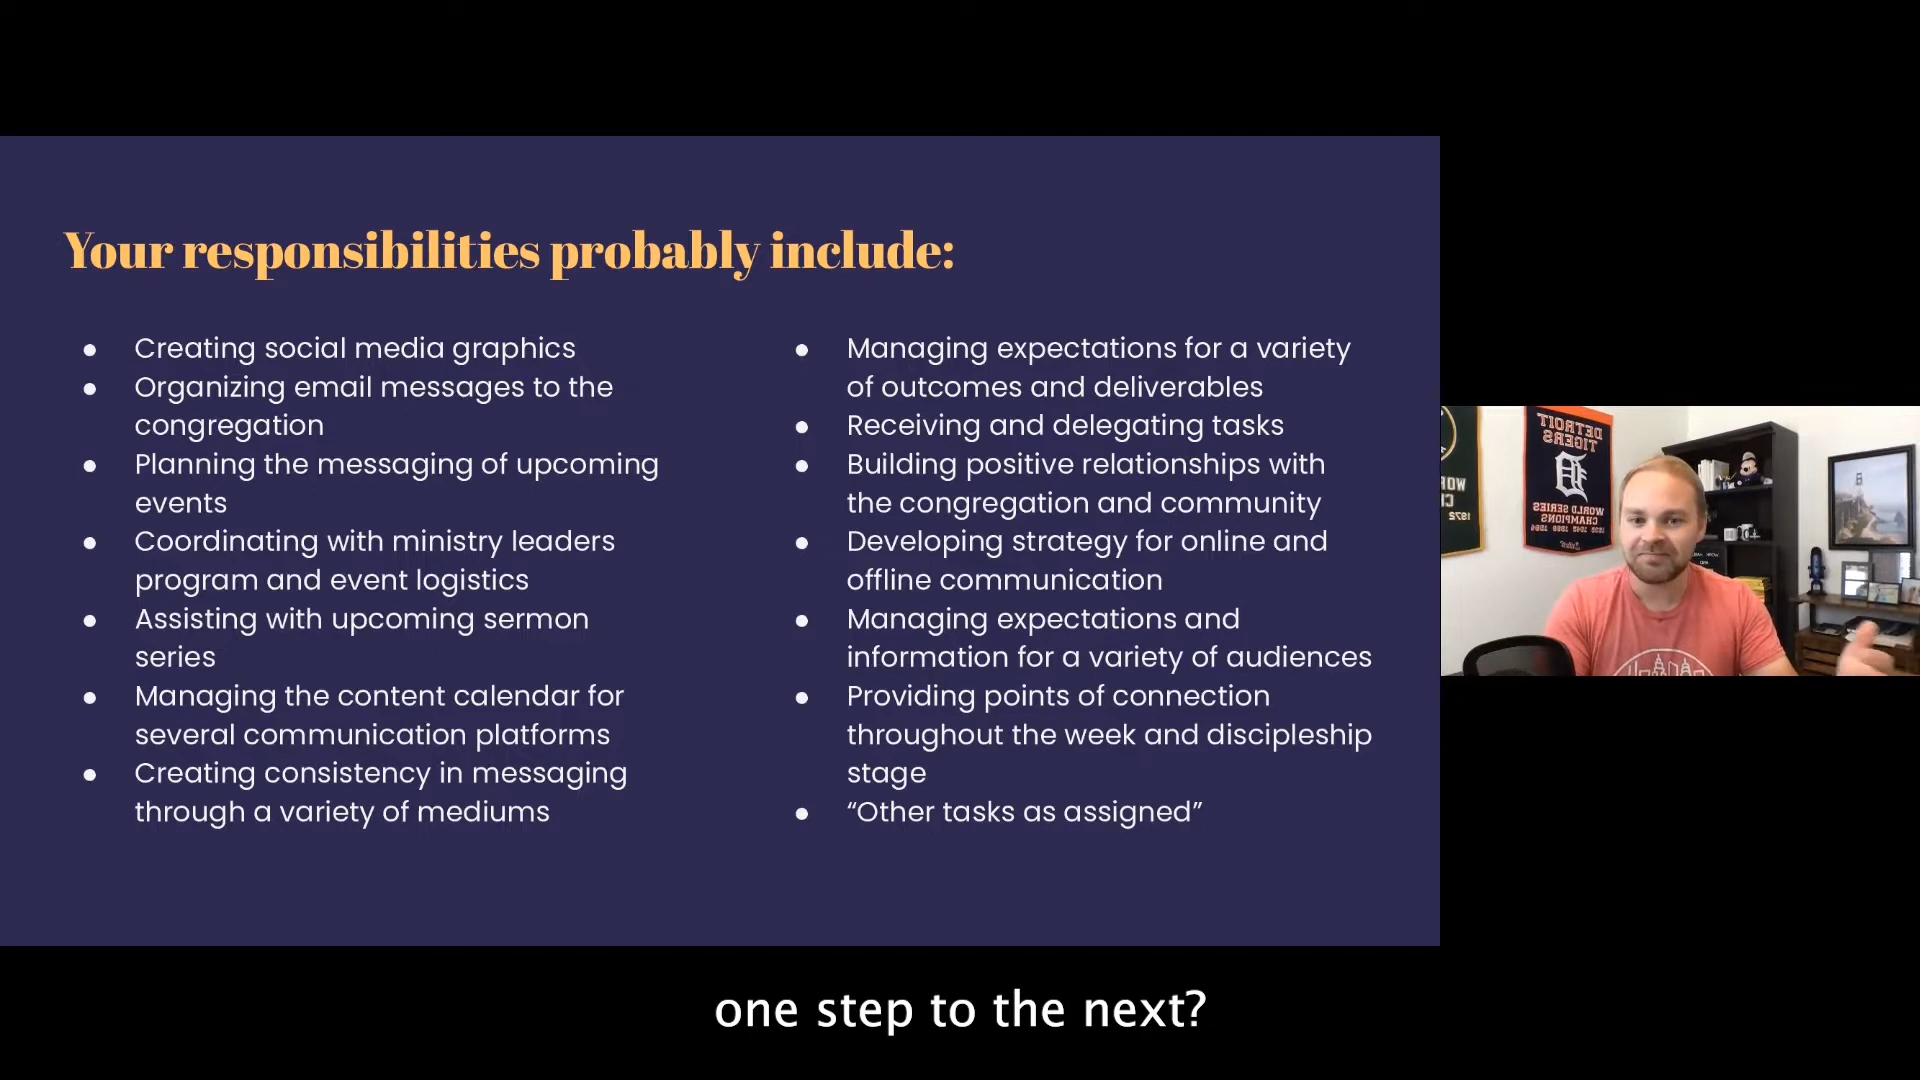 Your responsibilities probably include:
● Creating social media graphics
● Organizing email messages to the
congregation
● Planning the messaging of upcoming
events
● Coordinating with ministry leaders
program and event logistics
● Assisting with upcoming sermon
series
● Managing the content calendar for
several communication platforms
● Creating consistency in messaging
through a variety of mediums
● Managing expectations for a variety
of outcomes and deliverables
● Receiving and delegating tasks
● Building positive relationships with
the congregation and community
● Developing strategy for online and
offline communication
● Managing expectations and
information for a variety of audiences
● Providing points of connection
throughout the week and discipleship
stage
● “Other tasks as assigned”
DETROIT
TIGERS
D
WORLD SERIES
CHAMPIONS
1972
one step to the next?